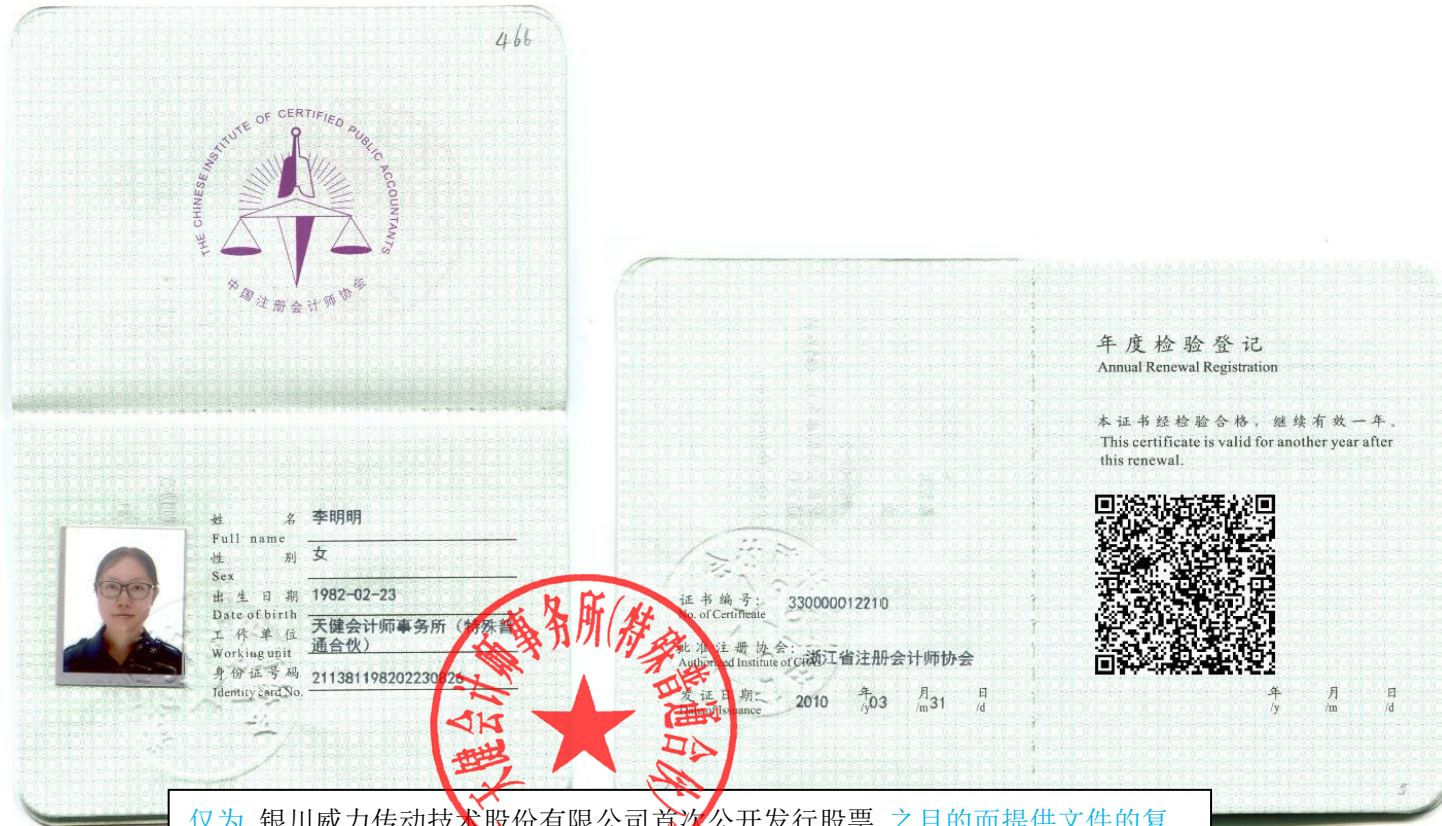 466
THE CHINESE INSTITUTE OF CERTIFIED PUBLIC ACCOUNTANTS
中国注册会计师协会
姓 名 李明明
Full name
性 别 女
Sex
出生日期 1982-02-23
Date of birth
工作单位 天健会计师事务所（特殊普
Working unit 通合伙）
身份证号码 211381198202230826
Identity card No.
天健会计师事务所(特殊普通合伙)
证书编号: 330000012210
No. of Certificate
批准注册协会: 浙江省注册会计师协会
Authorized Institute of CPAs
发证日期: 2010 年 03 月 31 日
Date of Issuance /y /m /d
年度检验登记
Annual Renewal Registration
本证书经检验合格，继续有效一年。
This certificate is valid for another year after
this renewal.
年 月 日
/y /m /d
5
仅为 银川威力传动技术股份有限公司首次公开发行股票 之目的而提供文件的复